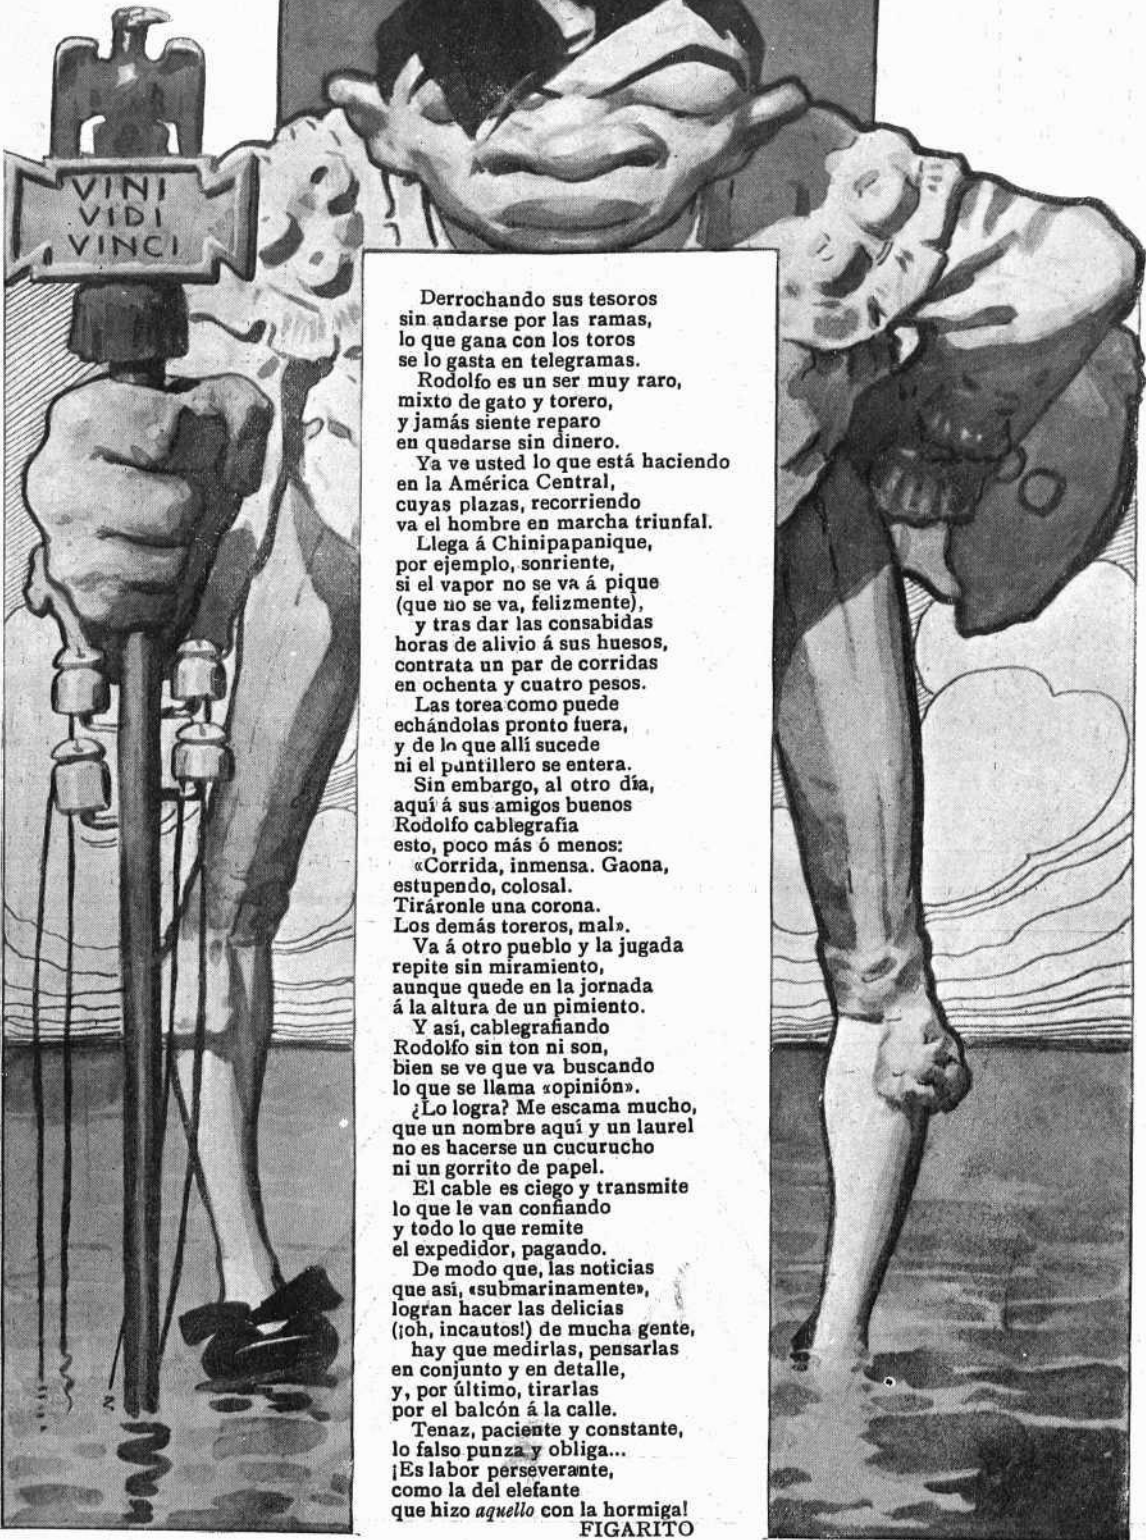 VINI
VIDI
VINCI
Derrochando sus tesoros
sin andarse por las ramas,
lo que gana con los toros
se lo gasta en telegramas.
Rodolfo es un ser muy raro,
mixto de gato y torero,
y jamás siente reparo
en quedarse sin dinero.
Ya ve usted lo que está haciendo
en la América Central,
cuyas plazas, recorriendo
va el hombre en marcha triunfal.
Llega á Chinipapanique,
por ejemplo, sonriente,
si el vapor no se va á pique
(que no se va, felizmente),
y tras dar las consabidas
horas de alivio á sus huesos,
contrata un par de corridas
en ochenta y cuatro pesos.
Las torea como puede
echándolas pronto fuera,
y de lo que allí sucede
ni el puntillero se entera.
Sin embargo, al otro día,
aquí á sus amigos buenos
Rodolfo cablegrafía
esto, poco más ó menos:
«Corrida, inmensa. Gaona,
estupendo, colosal.
Tiráronle una corona.
Los demás toreros, mal».
Va á otro pueblo y la jugada
repite sin miramiento,
aunque quede en la jornada
á la altura de un pimiento.
Y así, cablegrafiando
Rodolfo sin ton ni son,
bien se ve que va buscando
lo que se llama «opinión».
¿Lo logra? Me escama mucho,
que un nombre aquí y un laurel
no es hacerse un cucurucho
ni un gorrito de papel.
El cable es ciego y transmite
lo que le van confiando
y todo lo que remite
el expedidor, pagando.
De modo que, las noticias
que así, «submarinamente»,
logran hacer las delicias
(¡oh, incautos!) de mucha gente,
hay que medirlas, pensarlas
en conjunto y en detalle,
y, por último, tirarlas
por el balcón á la calle.
Tenaz, paciente y constante,
lo falso punza y obliga...
¡Es labor perseverante,
como la del elefante
que hizo aquello con la hormiga!
FIGARITO